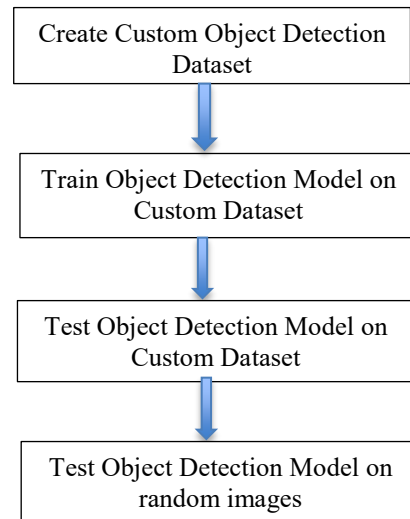 Create Custom Object Detection
Dataset
Train Object Detection Model on
Custom Dataset
Test Object Detection Model on
Custom Dataset
Test Object Detection Model on
random images